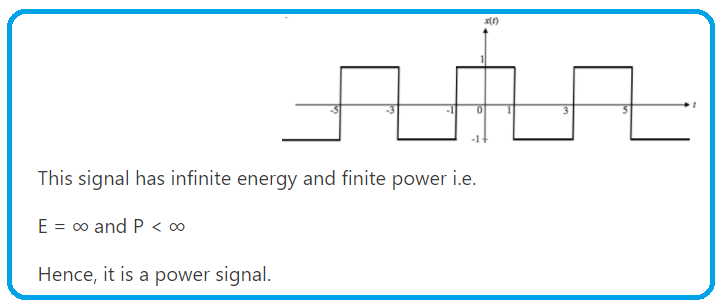 x(t)
1
-5 -3 -1 0 1 3 5 t
-1
This signal has infinite energy and finite power i.e.
E = ∞ and P < ∞
Hence, it is a power signal.